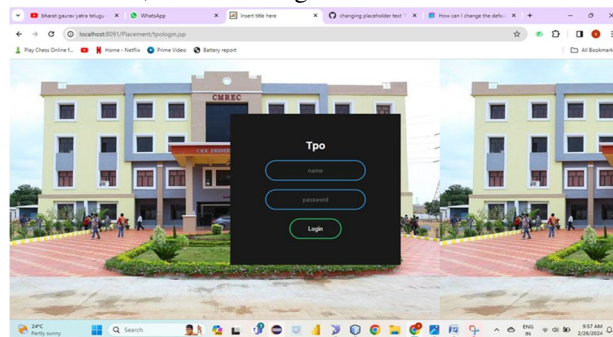 bharat gaurav yatra telugu
WhatsApp
Insert title here
changing placeholder text
How can I change the defa
localhost:8091/Placement/tpologin.jsp
Play Chess Online f...
Home - Netflix
Prime Video
Battery report
All Bookmark
CMREC
Tpo
name
password
Login
24°C
Partly sunny
Search
ENG
IN
9:57 AM
2/26/2024